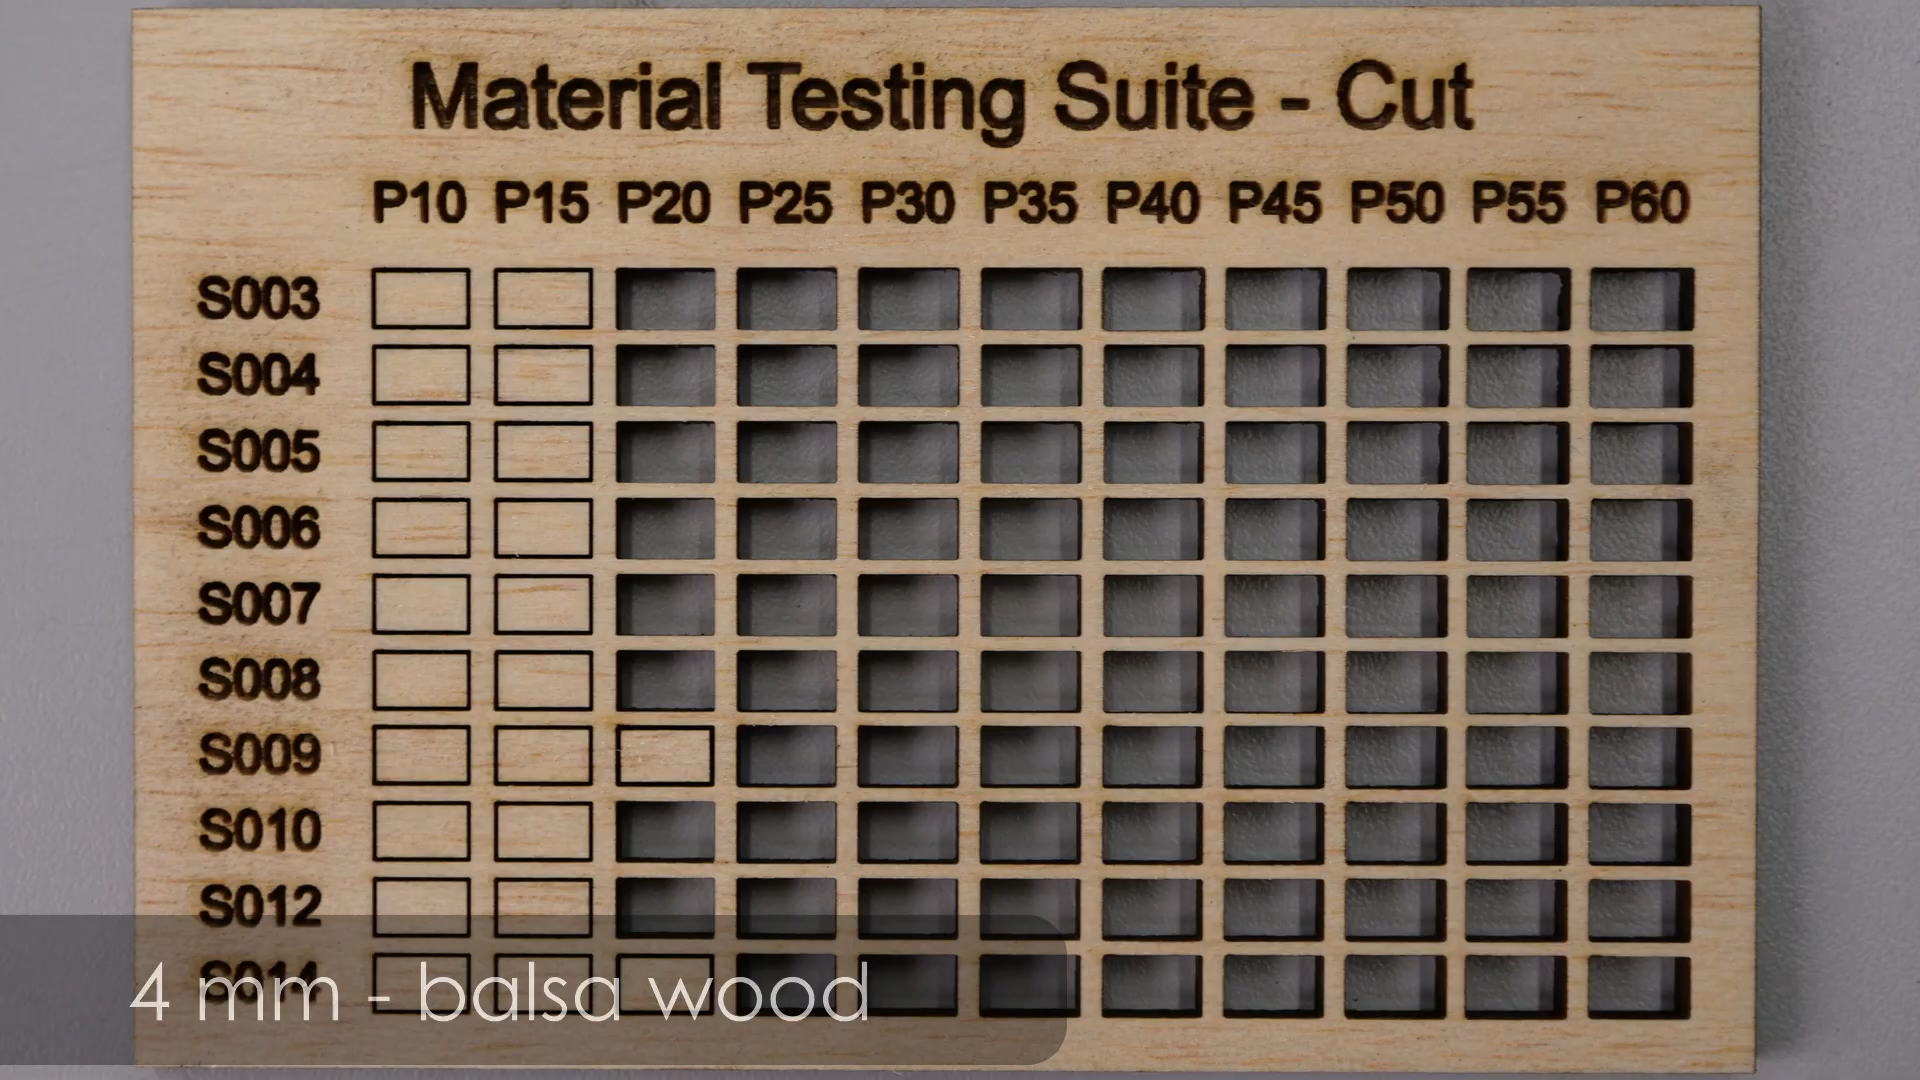 Material Testing Suite - Cut
P10 P15 P20 P25 P30 P35 P40 P45 P50 P55 P60
S003
S004
S005
S006
S007
S008
S009
S010
S012
S014
4 mm - balsa wood